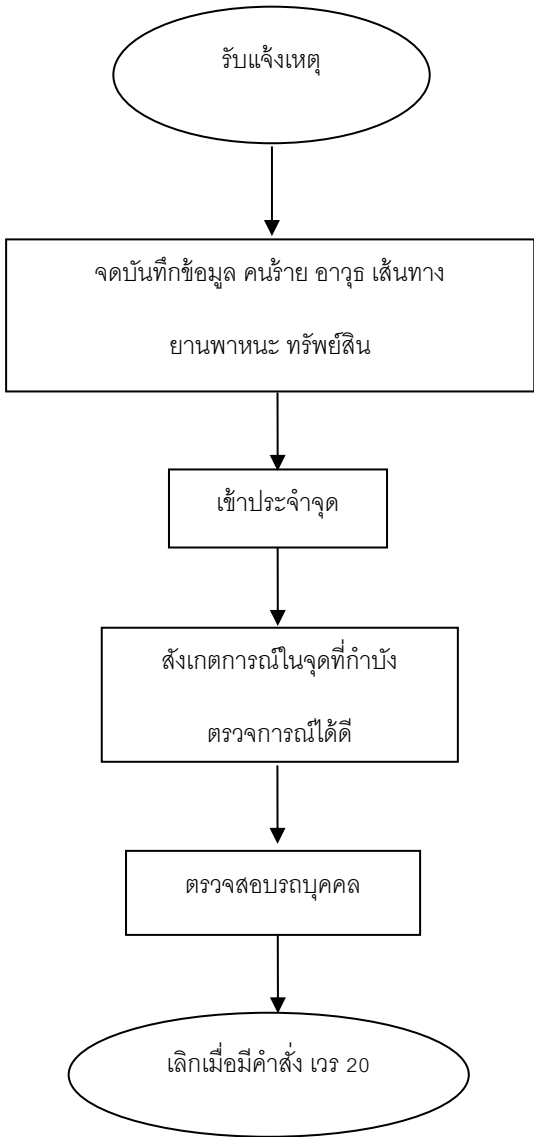 รับแจ้งเหตุ
จดบันทึกข้อมูล คนร้าย อาวุธ เส้นทาง
ยานพาหนะ ทรัพย์สิน
เข้าประจำจุด
สังเกตการณ์ในจุดที่กำบัง
ตรวจการณ์ได้ดี
ตรวจสอบรถบุคคล
เลิกเมื่อมีคำสั่ง เวร 20